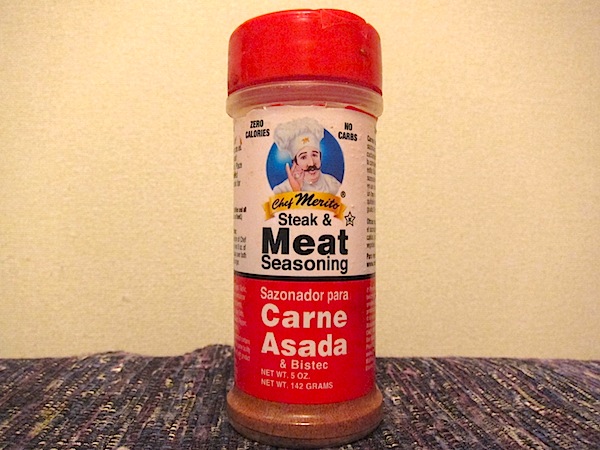 ZERO
CALORIES
NO
CARBS
Chef Merito®
Steak &
Meat
Seasoning
Sazonador para
Carne
Asada
& Bistec
NET WT. 5 OZ.
NET WT. 142 GRAMS